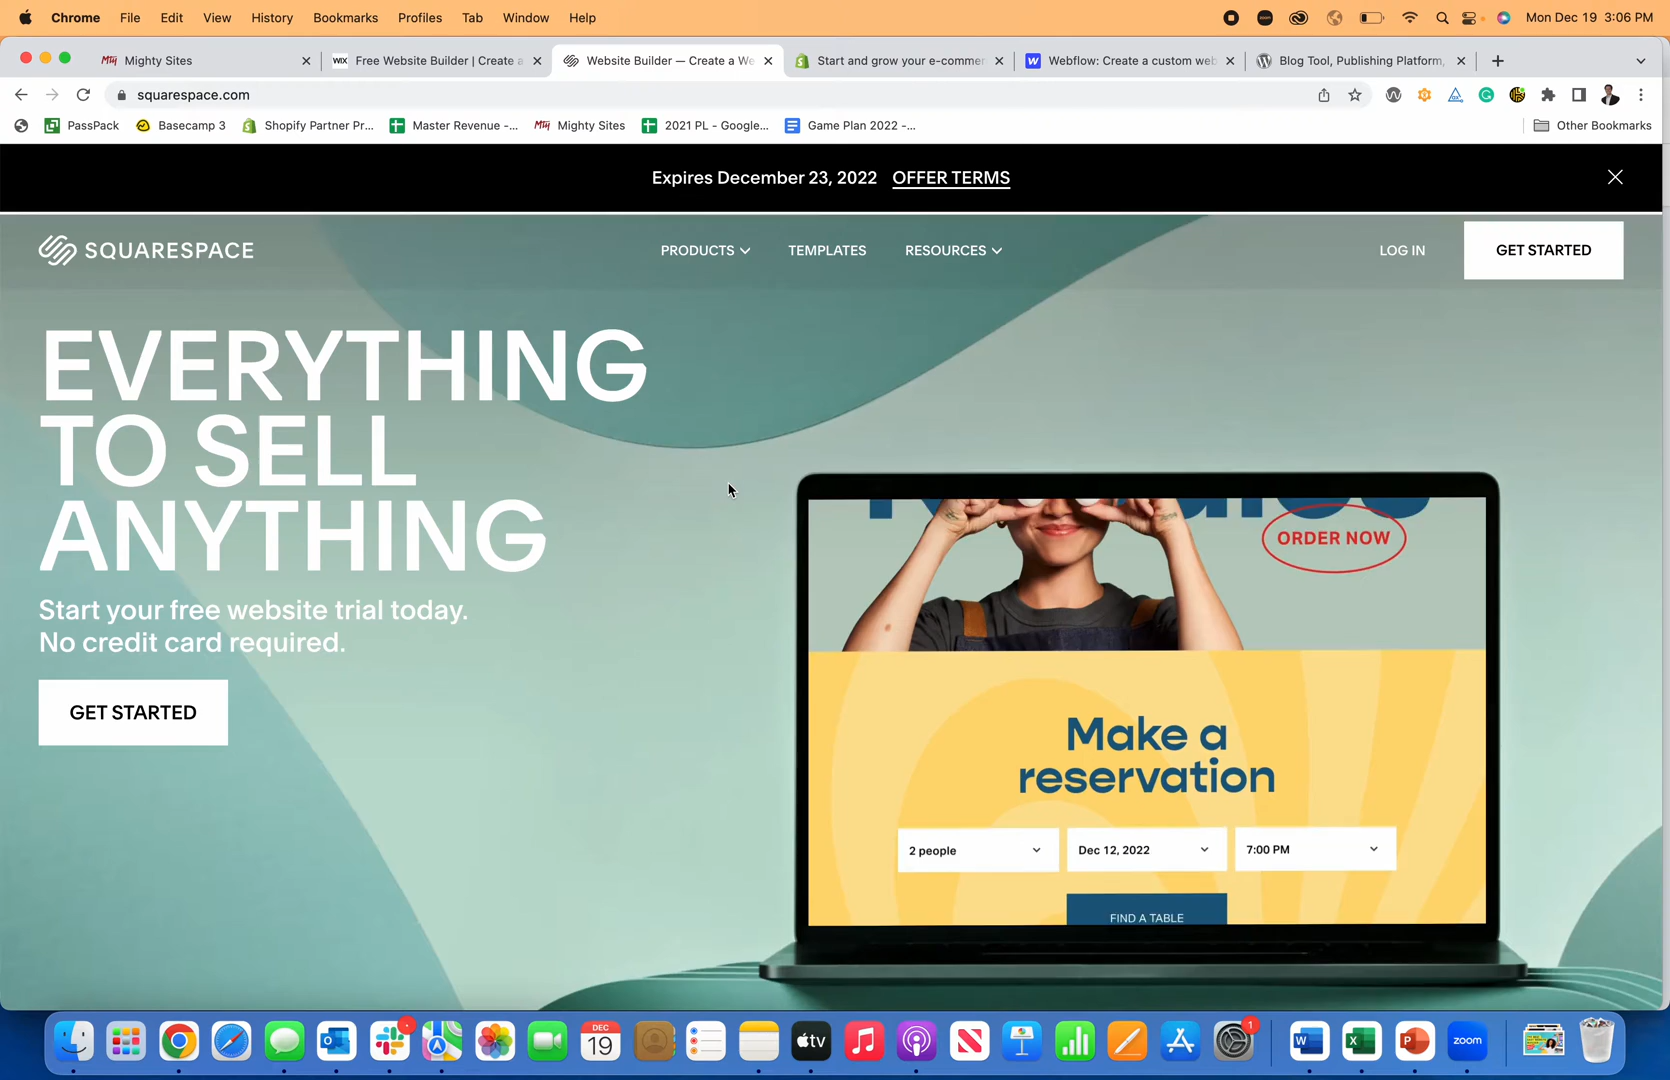 Chrome File Edit View History Bookmarks Profiles Tab Window Help Mon Dec 19 3:06 PM
Mighty Sites WIX Free Website Builder | Create a Website Builder — Create a We Start and grow your e-commer Webflow: Create a custom web Blog Tool, Publishing Platform,
squarespace.com
PassPack Basecamp 3 Shopify Partner Pr... Master Revenue -... Mighty Sites 2021 PL - Google... Game Plan 2022 -... Other Bookmarks
Expires December 23, 2022 OFFER TERMS
SQUARESPACE PRODUCTS TEMPLATES RESOURCES LOG IN GET STARTED
EVERYTHING
TO SELL
ANYTHING
Start your free website trial today.
No credit card required.
GET STARTED
ORDER NOW
Make a
reservation
2 people Dec 12, 2022 7:00 PM
FIND A TABLE
DEC
19
tv
1
zoom